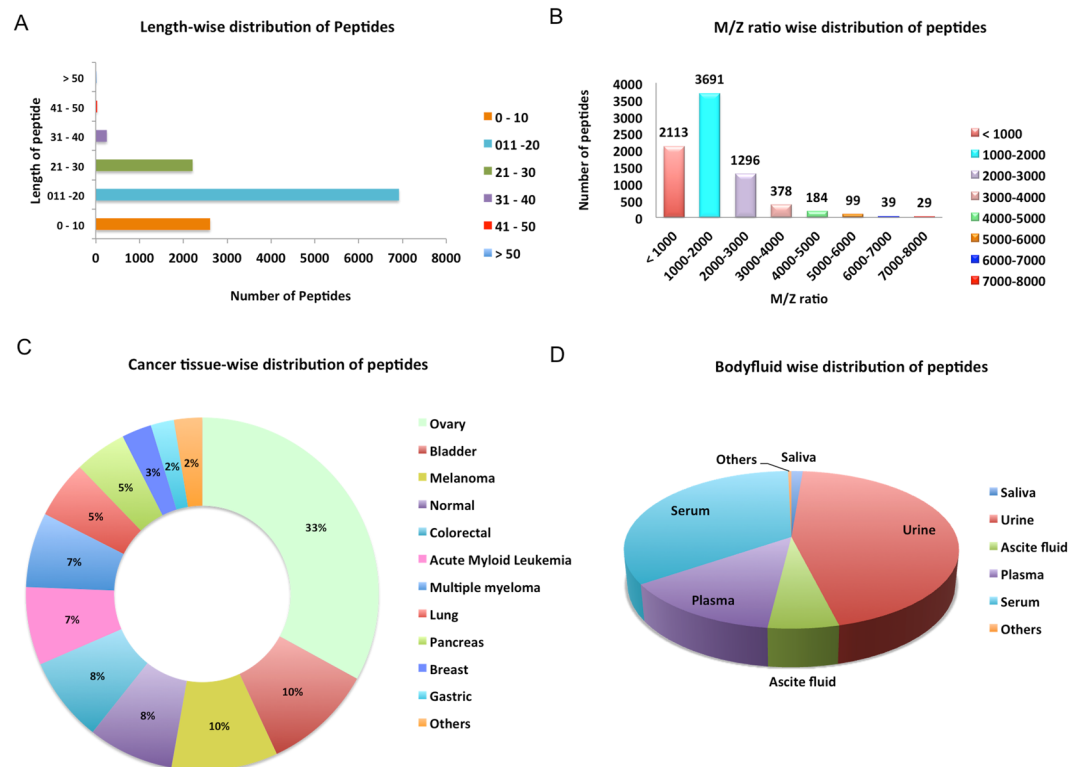 A
Length-wise distribution of Peptides
Length of peptide
> 50
41 - 50
31 - 40
21 - 30
011 -20
0 - 10
0 1000 2000 3000 4000 5000 6000 7000 8000
Number of Peptides
0 - 10
011 -20
21 - 30
31 - 40
41 - 50
> 50
B
M/Z ratio wise distribution of peptides
Number of peptides
4000
3500
3000
2500
2000
1500
1000
500
0
2113
3691
1296
378
184
99
39
29
< 1000
1000-2000
2000-3000
3000-4000
4000-5000
5000-6000
6000-7000
7000-8000
M/Z ratio
< 1000
1000-2000
2000-3000
3000-4000
4000-5000
5000-6000
6000-7000
7000-8000
C
Cancer tissue-wise distribution of peptides
33%
10%
10%
8%
8%
7%
7%
5%
5%
3%
2%
2%
Ovary
Bladder
Melanoma
Normal
Colorectal
Acute Myloid Leukemia
Multiple myeloma
Lung
Pancreas
Breast
Gastric
Others
D
Bodyfluid wise distribution of peptides
Others
Saliva
Serum
Urine
Plasma
Ascite fluid
Saliva
Urine
Ascite fluid
Plasma
Serum
Others